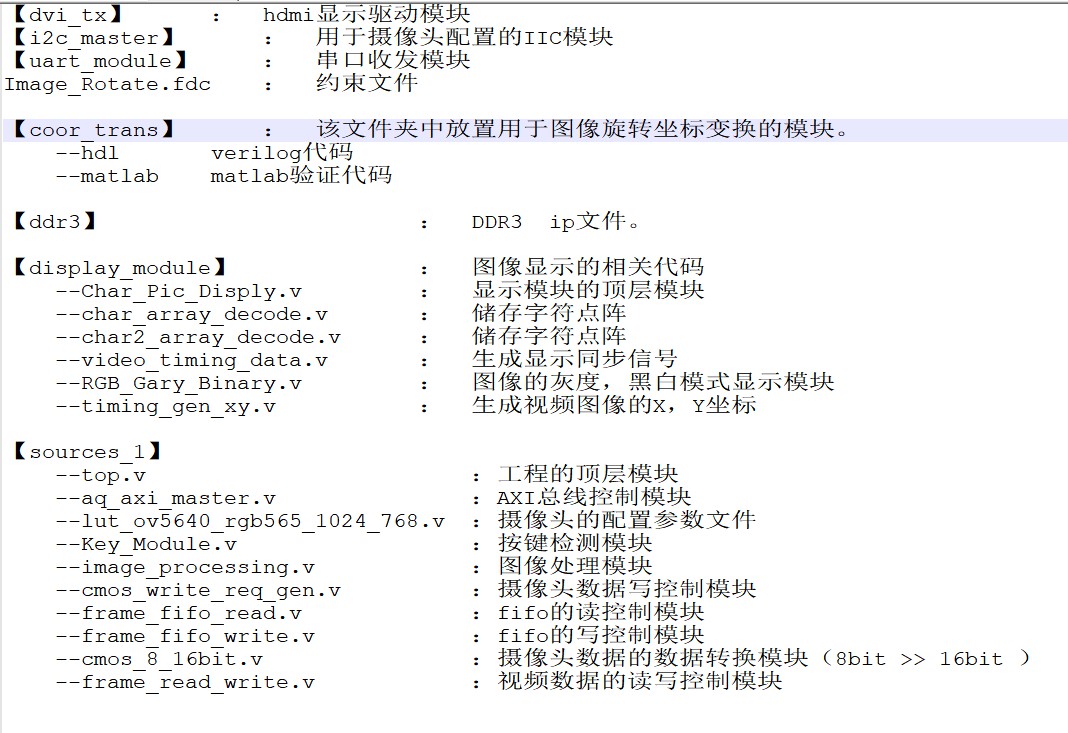 【dvi_tx】 : hdmi显示驱动模块
【i2c_master】 : 用于摄像头配置的IIC模块
【uart_module】 : 串口收发模块
Image_Rotate.fdc : 约束文件
【coor_trans】 : 该文件夹中放置用于图像旋转坐标变换的模块。
--hdl verilog代码
--matlab matlab验证代码
【ddr3】 : DDR3 ip文件。
【display_module】 : 图像显示的相关代码
--Char_Pic_Disply.v : 显示模块的顶层模块
--char_array_decode.v : 储存字符点阵
--char2_array_decode.v : 储存字符点阵
--video_timing_data.v : 生成显示同步信号
--RGB_Gary_Binary.v : 图像的灰度，黑白模式显示模块
--timing_gen_xy.v : 生成视频图像的X，Y坐标
【sources_1】
--top.v : 工程的顶层模块
--aq_axi_master.v : AXI总线控制模块
--lut_ov5640_rgb565_1024_768.v : 摄像头的配置参数文件
--Key_Module.v : 按键检测模块
--image_processing.v : 图像处理模块
--cmos_write_req_gen.v : 摄像头数据写控制模块
--frame_fifo_read.v : fifo的读控制模块
--frame_fifo_write.v : fifo的写控制模块
--cmos_8_16bit.v : 摄像头数据的数据转换模块（8bit >> 16bit ）
--frame_read_write.v : 视频数据的读写控制模块